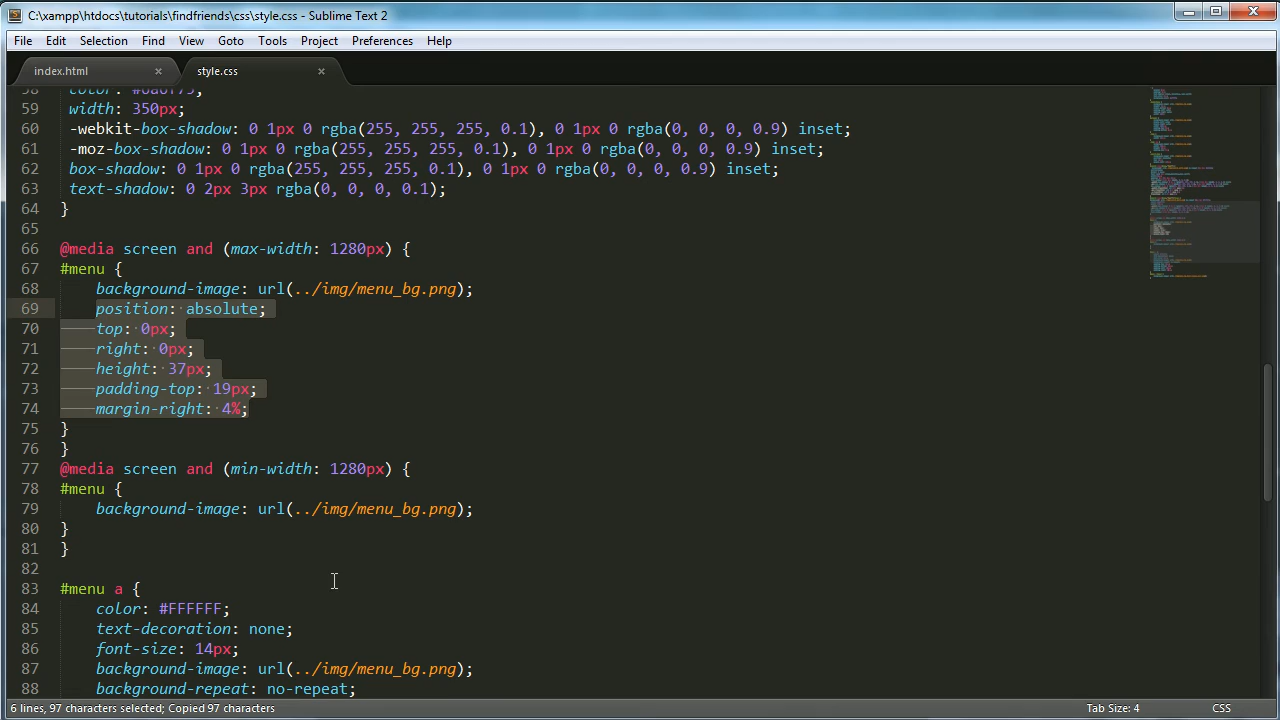 C:\xampp\htdocs\tutorials\findfriends\css\style.css - Sublime Text 2
File Edit Selection Find View Goto Tools Project Preferences Help
index.html × style.css ×
58 color: #6a6f75;
59 width: 350px;
60 -webkit-box-shadow: 0 1px 0 rgba(255, 255, 255, 0.1), 0 1px 0 rgba(0, 0, 0, 0.9) inset;
61 -moz-box-shadow: 0 1px 0 rgba(255, 255, 255, 0.1), 0 1px 0 rgba(0, 0, 0, 0.9) inset;
62 box-shadow: 0 1px 0 rgba(255, 255, 255, 0.1), 0 1px 0 rgba(0, 0, 0, 0.9) inset;
63 text-shadow: 0 2px 3px rgba(0, 0, 0, 0.1);
64 }
65
66 @media screen and (max-width: 1280px) {
67 #menu {
68 background-image: url(../img/menu_bg.png);
69 position: absolute;
70 top: 0px;
71 right: 0px;
72 height: 37px;
73 padding-top: 19px;
74 margin-right: 4%;
75 }
76 }
77 @media screen and (min-width: 1280px) {
78 #menu {
79 background-image: url(../img/menu_bg.png);
80 }
81 }
82
83 #menu a {
84 color: #FFFFFF;
85 text-decoration: none;
86 font-size: 14px;
87 background-image: url(../img/menu_bg.png);
88 background-repeat: no-repeat;
6 lines, 97 characters selected; Copied 97 characters Tab Size: 4 CSS